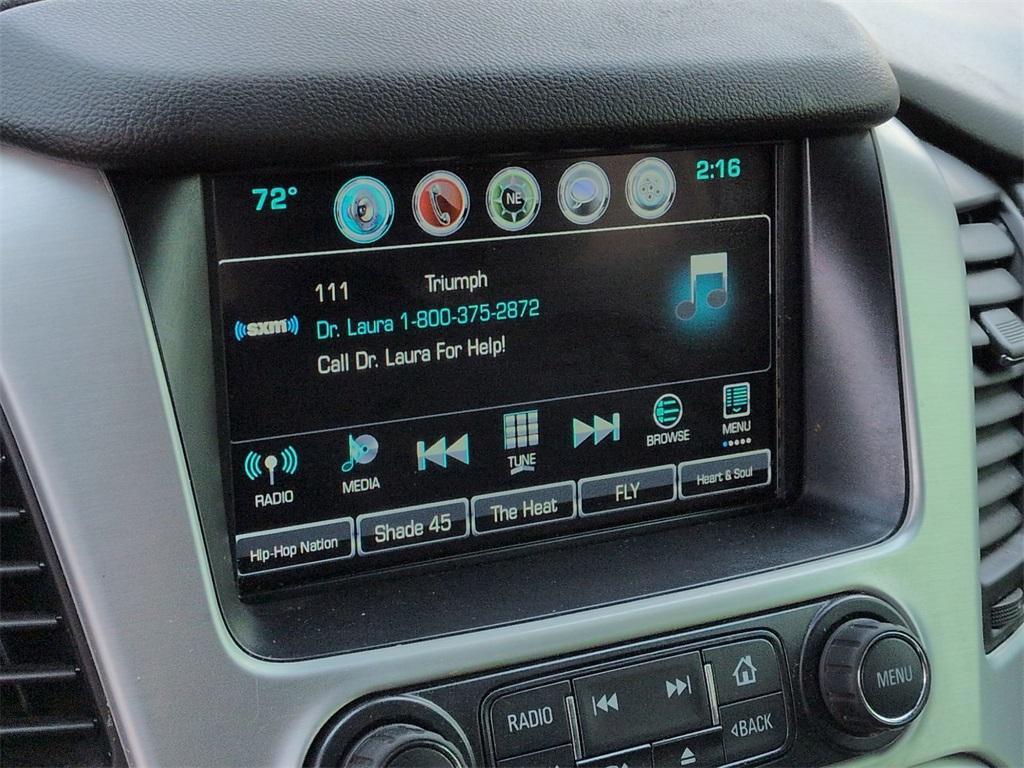 72° NE 2:16
111 Triumph
((sxm))
Dr. Laura 1-800-375-2872
Call Dr. Laura For Help!
RADIO MEDIA TUNE BROWSE MENU
Hip-Hop Nation Shade 45 The Heat FLY Heart & Soul
RADIO MENU
BACK